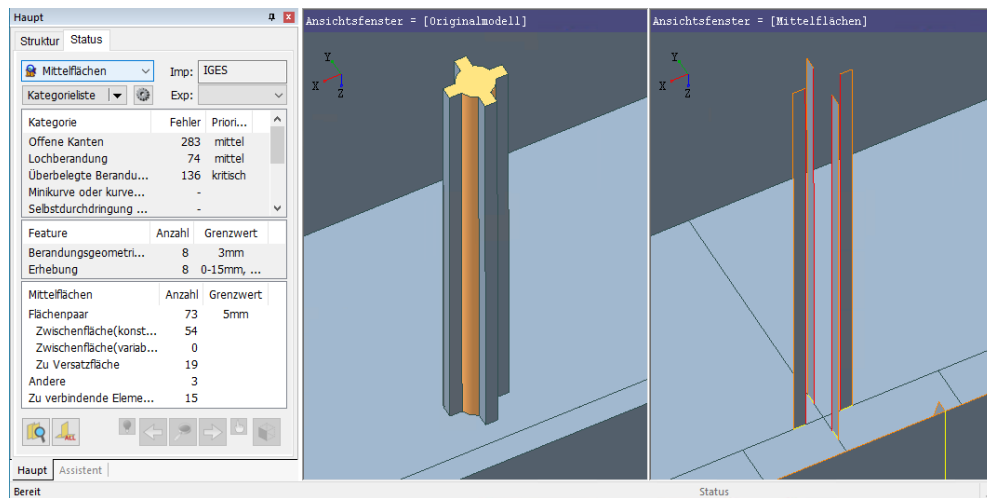 Haupt
Struktur Status
Mittelflächen Imp: IGES
Kategorieliste Exp:
Kategorie Fehler Priori...
Offene Kanten 283 mittel
Lochberandung 74 mittel
Überbelegte Berandu... 136 kritisch
Minikurve oder kurve... -
Selbstdurchdringung ... -
Feature Anzahl Grenzwert
Berandungsgeometri... 8 3mm
Erhebung 8 0-15mm, ...
Mittelflächen Anzahl Grenzwert
Flächenpaar 73 5mm
Zwischenfläche(konst... 54
Zwischenfläche(variab... 0
Zu Versatzfläche 19
Andere 3
Zu verbindende Eleme... 15
ALL
Haupt Assistent
Bereit Status
Ansichtsfenster = [Originalmodell]
Y
X
Z
Ansichtsfenster = [Mittelflächen]
Y
X
Z